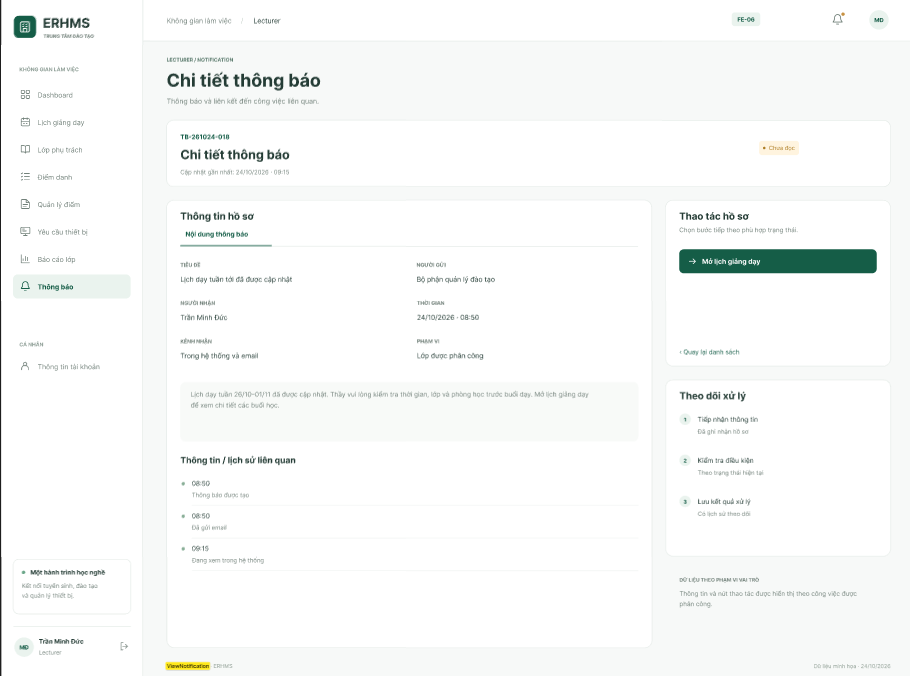 ERHMS
TRUNG TÂM ĐÀO TẠO
KHÔNG GIAN LÀM VIỆC
Dashboard
Lịch giảng dạy
Lớp phụ trách
Điểm danh
Quản lý điểm
Yêu cầu thiết bị
Báo cáo lớp
Thông báo
CÁ NHÂN
Thông tin tài khoản
Một hành trình học nghề
Kết nối tuyển sinh, đào tạo
và quản lý thiết bị.
MĐ
Trần Minh Đức
Lecturer
Không gian làm việc / Lecturer
FE-06
MĐ
LECTURER / NOTIFICATION
Chi tiết thông báo
Thông báo và liên kết đến công việc liên quan.
TB-261024-018
Chi tiết thông báo
Cập nhật gần nhất: 24/10/2026 · 09:15
Chưa đọc
Thông tin hồ sơ
Nội dung thông báo
TIÊU ĐỀ
Lịch dạy tuần tới đã được cập nhật
NGƯỜI GỬI
Bộ phận quản lý đào tạo
NGƯỜI NHẬN
Trần Minh Đức
THỜI GIAN
24/10/2026 · 08:50
KÊNH NHẬN
Trong hệ thống và email
PHẠM VI
Lớp được phân công
Lịch dạy tuần 26/10–01/11 đã được cập nhật. Thầy vui lòng kiểm tra thời gian, lớp và phòng học trước buổi dạy. Mở lịch giảng dạy
để xem chi tiết các buổi học.
Thông tin / lịch sử liên quan
08:50
Thông báo được tạo
08:50
Đã gửi email
09:15
Đang xem trong hệ thống
Thao tác hồ sơ
Chọn bước tiếp theo phù hợp trạng thái.
→ Mở lịch giảng dạy
‹ Quay lại danh sách
Theo dõi xử lý
1 Tiếp nhận thông tin
Đã ghi nhận hồ sơ
2 Kiểm tra điều kiện
Theo trạng thái hiện tại
3 Lưu kết quả xử lý
Có lịch sử theo dõi
DỮ LIỆU THEO PHẠM VI VAI TRÒ
Thông tin và nút thao tác được hiển thị theo công việc được
phân công.
ViewNotification ERHMS
Dữ liệu minh họa · 24/10/2026